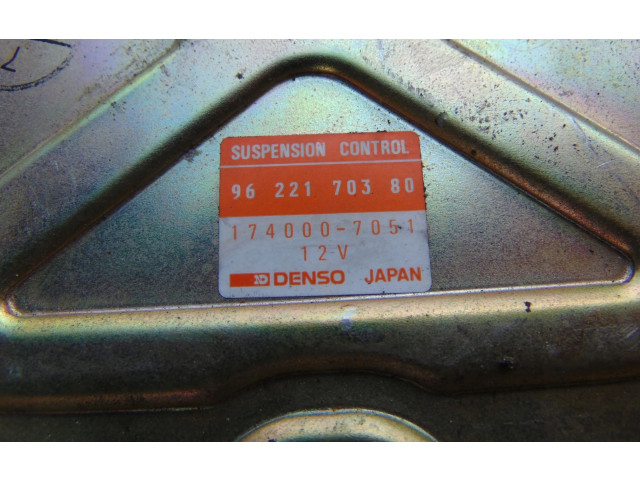 SUSPENSION CONTROL
96 221 703 80
174000-7051
12V
DENSO JAPAN